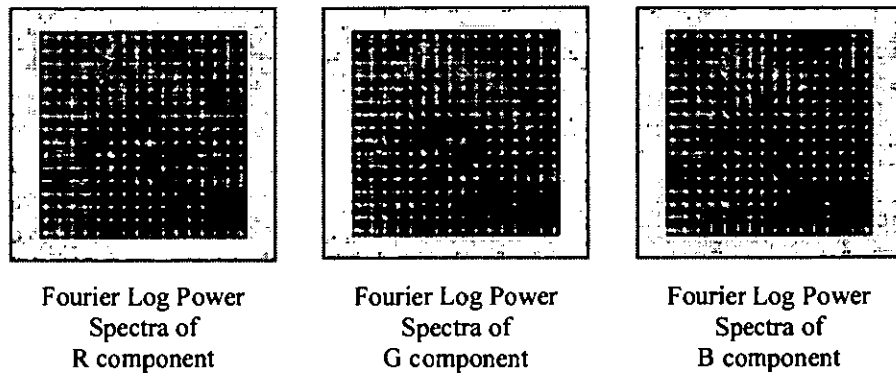 Fourier Log Power
Spectra of
R component
Fourier Log Power
Spectra of
G component
Fourier Log Power
Spectra of
B component